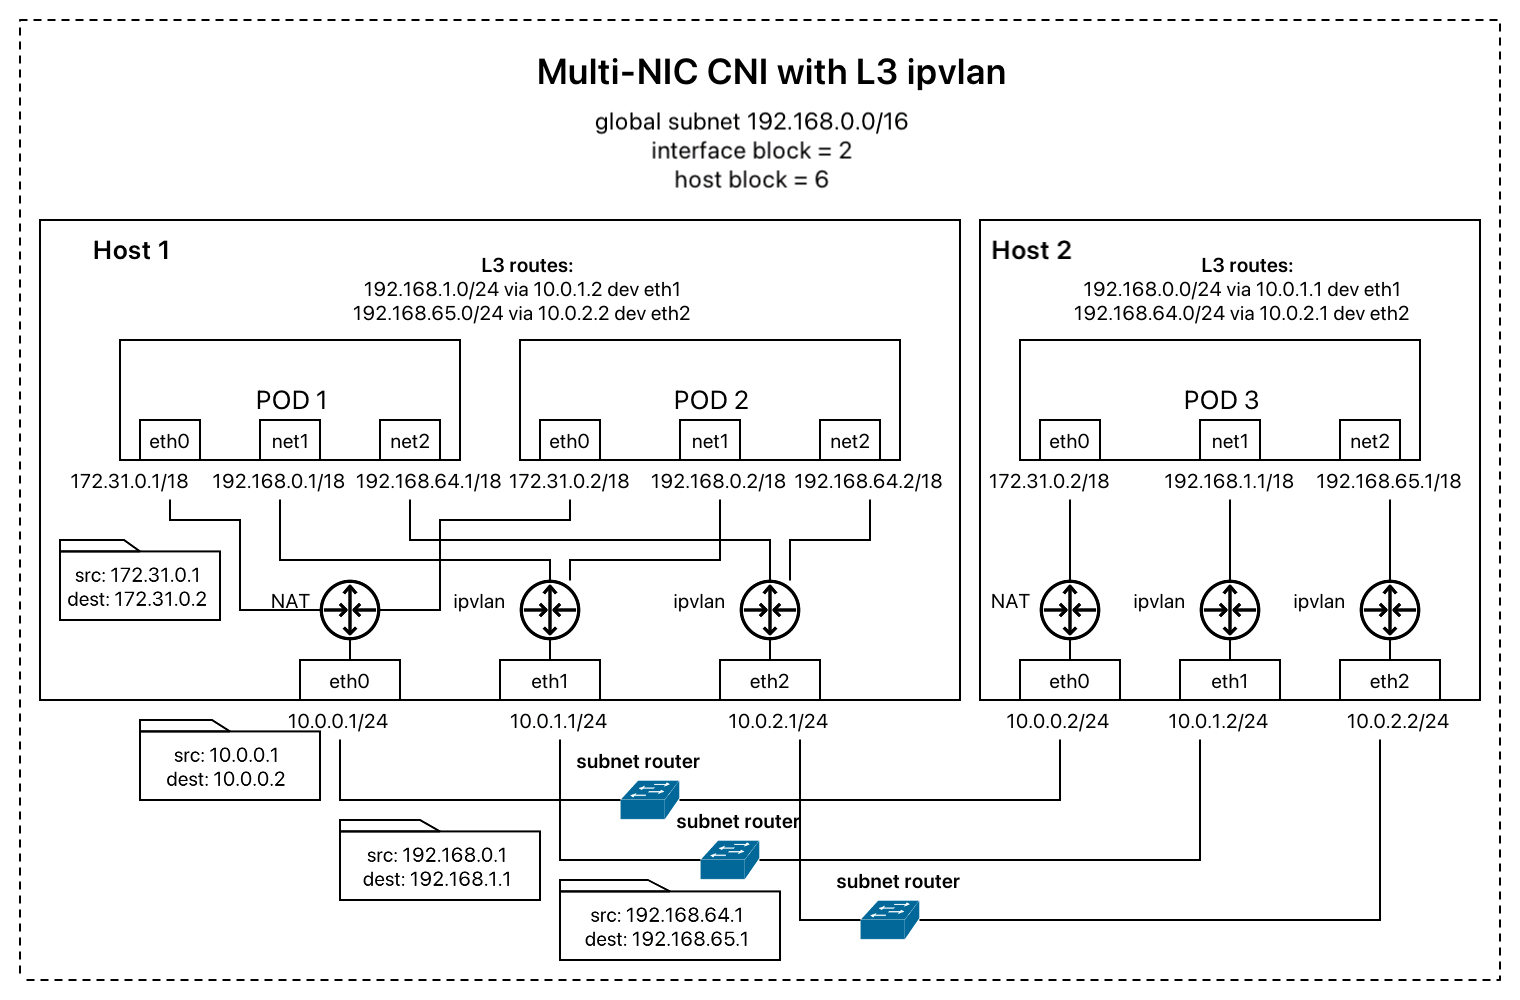 Multi-NIC CNI with L3 ipvlan
global subnet 192.168.0.0/16
interface block = 2
host block = 6
Host 1
L3 routes:
192.168.1.0/24 via 10.0.1.2 dev eth1
192.168.65.0/24 via 10.0.2.2 dev eth2
POD 1
eth0
net1
net2
172.31.0.1/18
192.168.0.1/18
192.168.64.1/18
POD 2
eth0
net1
net2
172.31.0.2/18
192.168.0.2/18
192.168.64.2/18
src: 172.31.0.1
dest: 172.31.0.2
NAT
ipvlan
ipvlan
eth0
eth1
eth2
10.0.0.1/24
10.0.1.1/24
10.0.2.1/24
Host 2
L3 routes:
192.168.0.0/24 via 10.0.1.1 dev eth1
192.168.64.0/24 via 10.0.2.1 dev eth2
POD 3
eth0
net1
net2
172.31.0.2/18
192.168.1.1/18
192.168.65.1/18
NAT
ipvlan
ipvlan
eth0
eth1
eth2
10.0.0.2/24
10.0.1.2/24
10.0.2.2/24
src: 10.0.0.1
dest: 10.0.0.2
subnet router
subnet router
src: 192.168.0.1
dest: 192.168.1.1
subnet router
src: 192.168.64.1
dest: 192.168.65.1